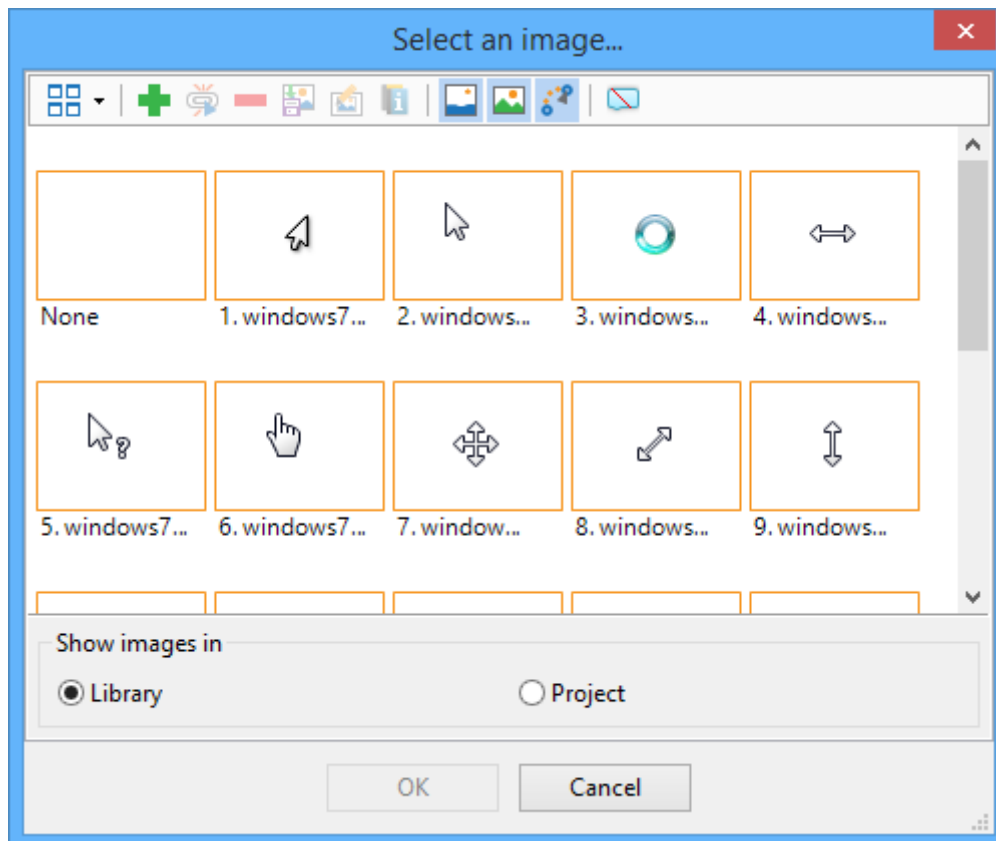 Select an image...
None
1. windows7...
2. windows...
3. windows...
4. windows...
5. windows7...
6. windows7...
7. window...
8. windows...
9. windows...
Show images in
Library
Project
OK
Cancel